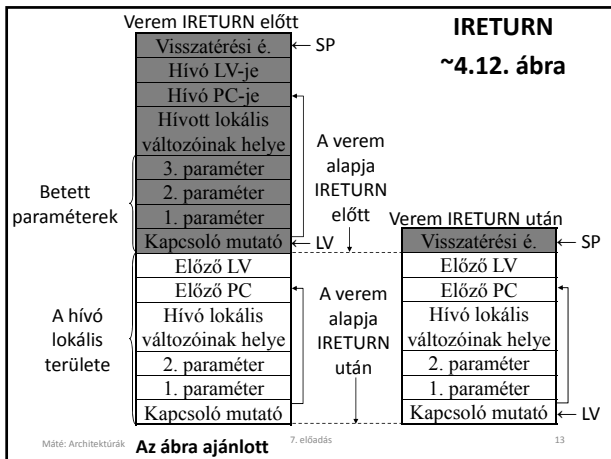 Verem IRETURN előtt
IRETURN
~4.12. ábra
Visszatérési é.
SP
Hívó LV-je
Hívó PC-je
Hívott lokális
változóinak helye
3. paraméter
2. paraméter
1. paraméter
Kapcsoló mutató
LV
Betett
paraméterek
A verem
alapja
IRETURN
előtt
Előző LV
Előző PC
Hívó lokális
változóinak helye
2. paraméter
1. paraméter
Kapcsoló mutató
A hívó
lokális
területe
A verem
alapja
IRETURN
után
Verem IRETURN után
Visszatérési é.
SP
Előző LV
Előző PC
Hívó lokális
változóinak helye
2. paraméter
1. paraméter
Kapcsoló mutató
LV
Máté: Architektúrák
Az ábra ajánlott
7. előadás
13